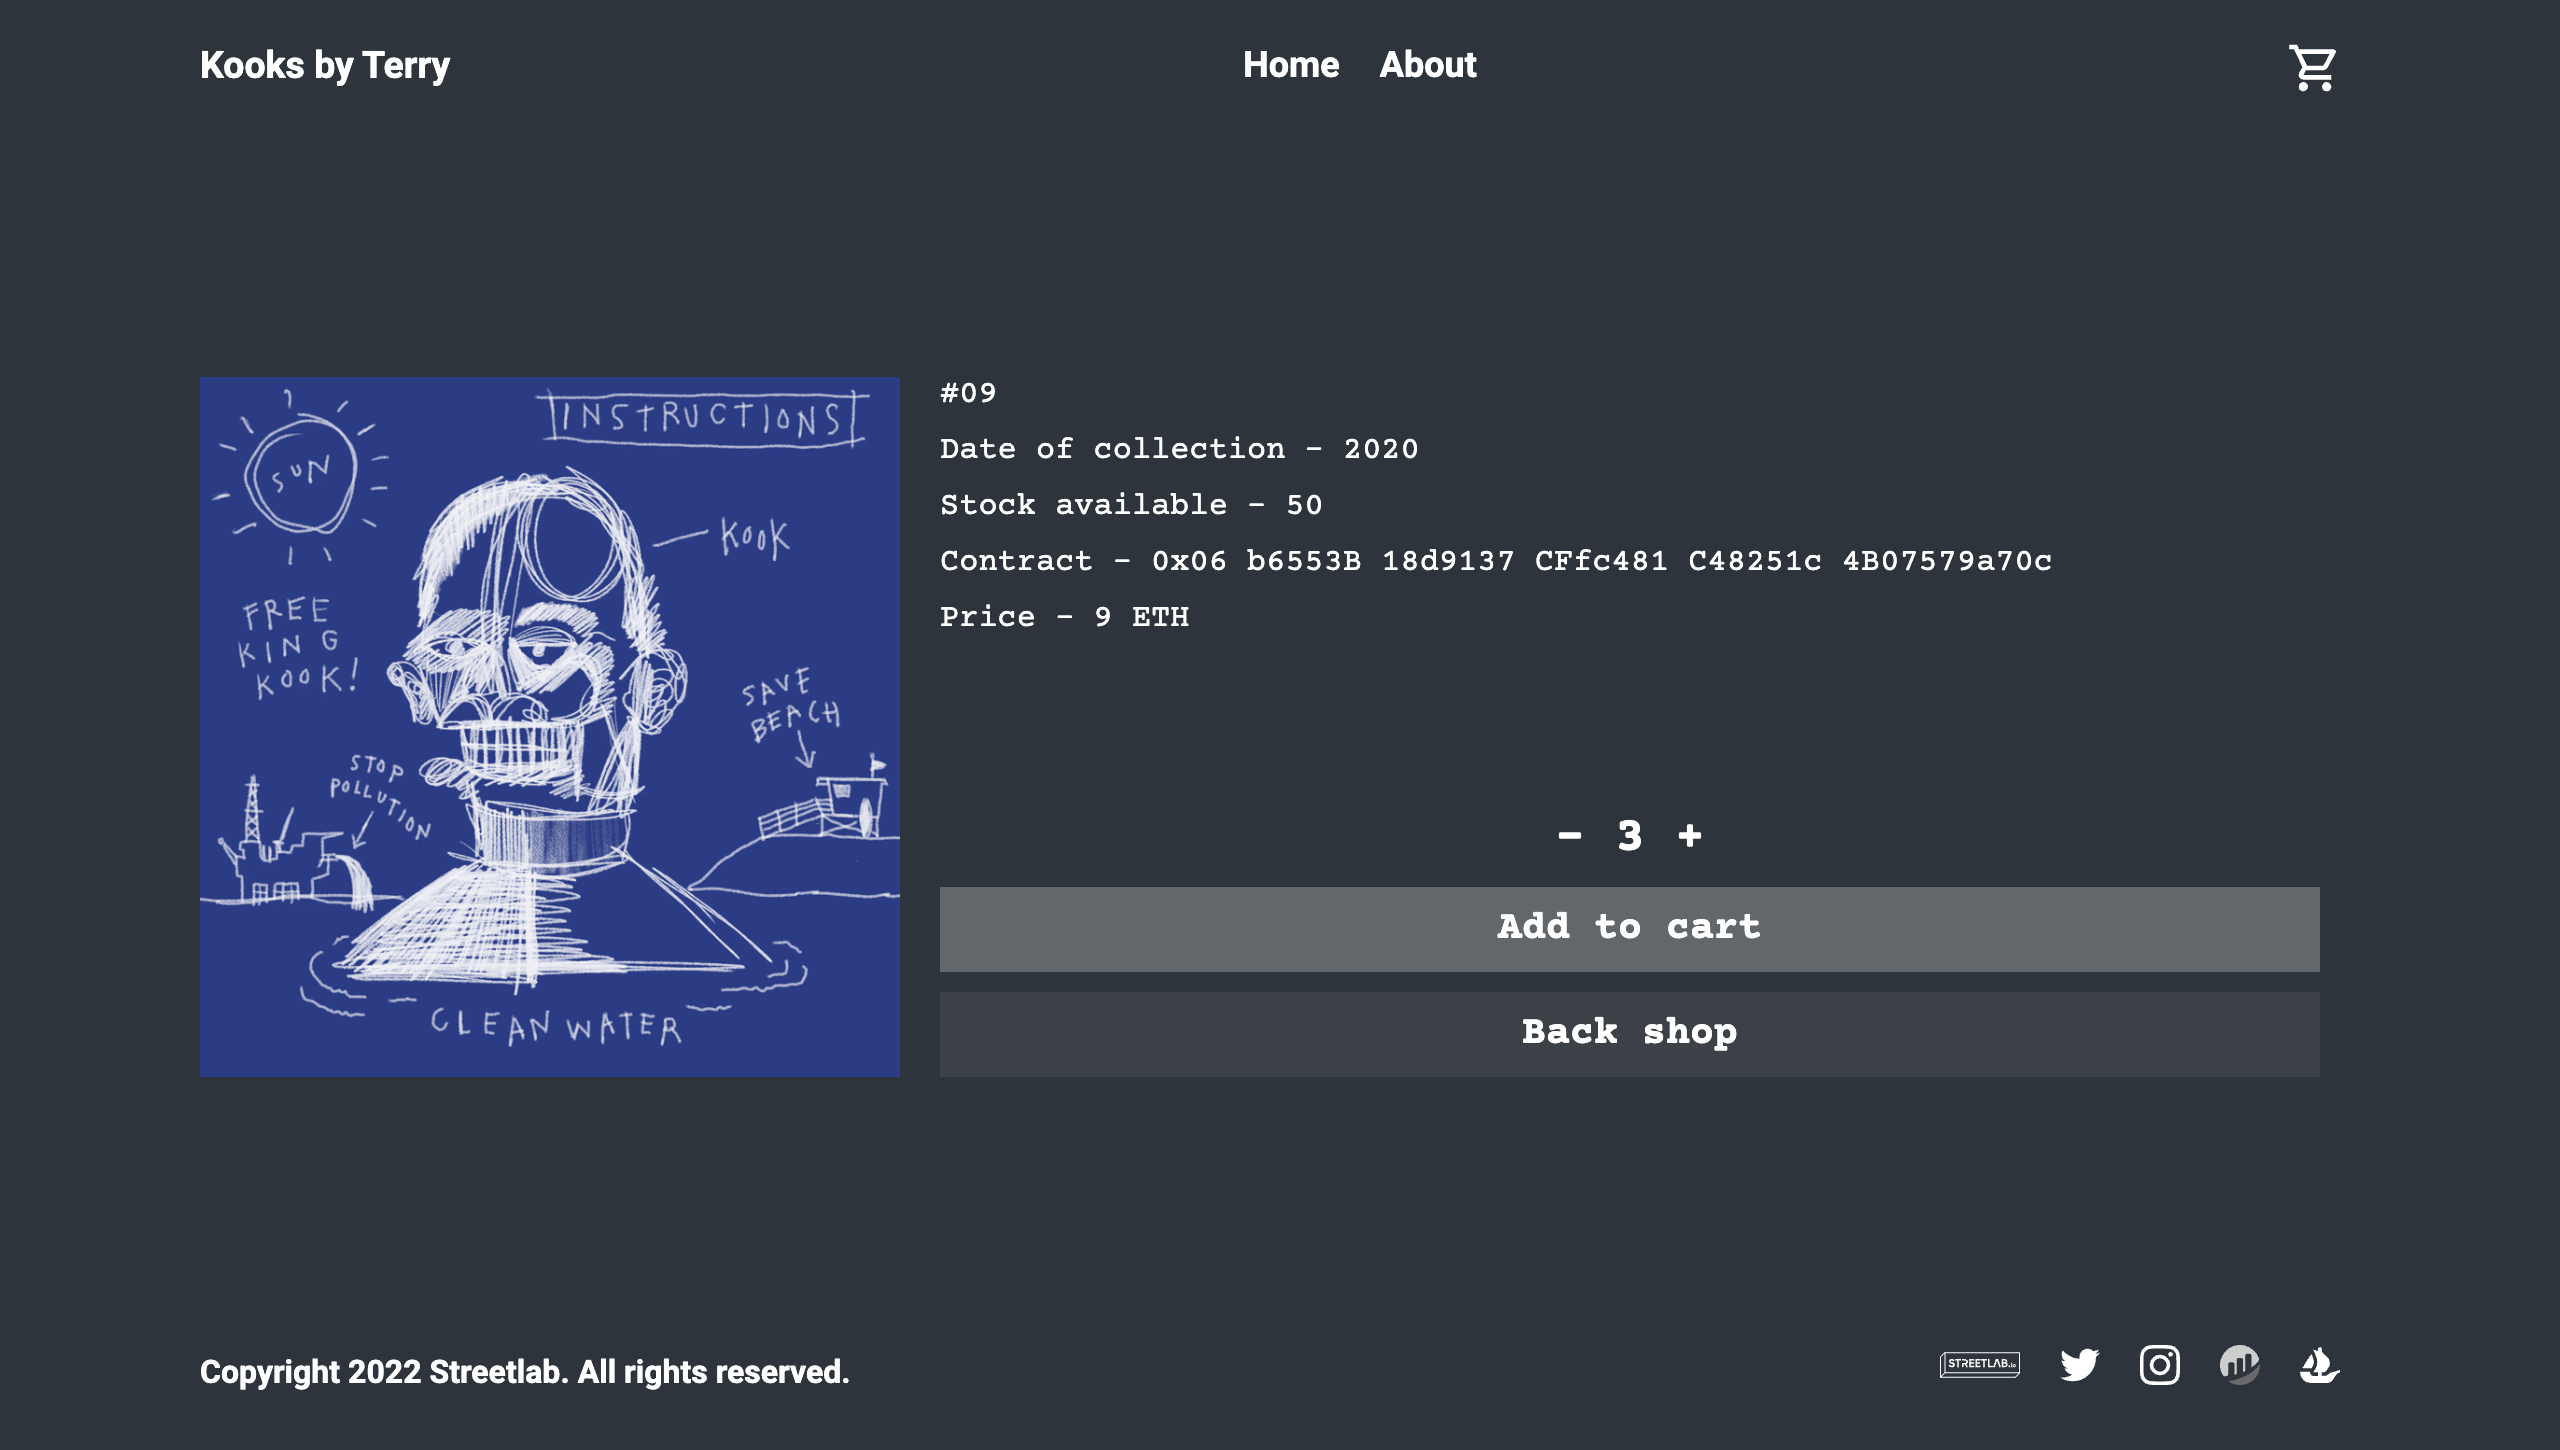 Kooks by Terry
Home About
INSTRUCTIONS
SUN
KOOK
FREE
KING
KOOK!
SAVE
BEACH
STOP
POLLUTION
CLEAN WATER
#09
Date of collection - 2020
Stock available - 50
Contract - 0x06 b6553B 18d9137 CFfc481 C48251c 4B07579a70c
Price - 9 ETH
- 3 +
Add to cart
Back shop
Copyright 2022 Streetlab. All rights reserved.
STREETLAB.io